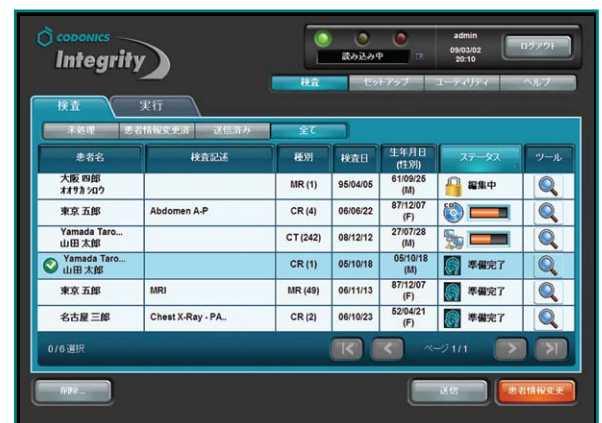 CODONICS
Integrity
読み込み中
admin
09/03/02
20:10
ログアウト
検査 セットアップ ユーティリティ ヘルプ
検査 実行
未処理 患者情報変更済 送信済み 全て
患者名 検査記述 種別 検査日 生年月日 (性別) ステータス ツール
大阪 四郎
オオサカ シロウ
MR (1) 95/04/05 61/09/25 (M) 編集中
東京 五郎 Abdomen A-P CR (4) 06/06/22 87/12/07 (F)
Yamada Taro...
山田 太郎
CT (242) 08/12/12 27/07/28 (M)
Yamada Taro...
山田 太郎
CR (1) 05/10/18 05/10/18 (M) 準備完了
東京 五郎 MRI MR (49) 06/11/13 87/12/07 (F) 準備完了
名古屋 三郎 Chest X-Ray - PA.. CR (2) 06/10/23 52/04/21 (F) 準備完了
0/6 選択 ページ 1/1
削除... 送信 患者情報変更